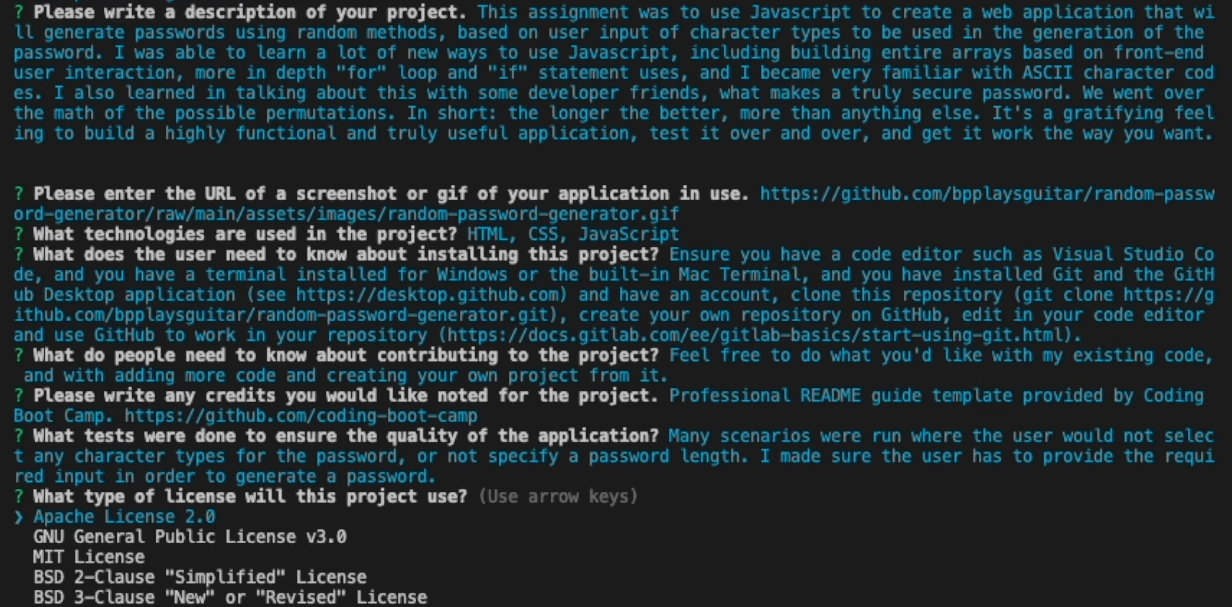 ? Please write a description of your project. This assignment was to use Javascript to create a web application that wi
ll generate passwords using random methods, based on user input of character types to be used in the generation of the
password. I was able to learn a lot of new ways to use Javascript, including building entire arrays based on front-end
user interaction, more in depth "for" loop and "if" statement uses, and I became very familiar with ASCII character cod
es. I also learned in talking about this with some developer friends, what makes a truly secure password. We went over
the math of the possible permutations. In short: the longer the better, more than anything else. It's a gratifying feel
ing to build a highly functional and truly useful application, test it over and over, and get it work the way you want.
? Please enter the URL of a screenshot or gif of your application in use. https://github.com/bpplaysguitar/random-passw
ord-generator/raw/main/assets/images/random-password-generator.gif
? What technologies are used in the project? HTML, CSS, JavaScript
? What does the user need to know about installing this project? Ensure you have a code editor such as Visual Studio Co
de, and you have a terminal installed for Windows or the built-in Mac Terminal, and you have installed Git and the GitH
ub Desktop application (see https://desktop.github.com) and have an account, clone this repository (git clone https://g
ithub.com/bpplaysguitar/random-password-generator.git), create your own repository on GitHub, edit in your code editor
and use GitHub to work in your repository (https://docs.gitlab.com/ee/gitlab-basics/start-using-git.html).
? What do people need to know about contributing to the project? Feel free to do what you'd like with my existing code,
and with adding more code and creating your own project from it.
? Please write any credits you would like noted for the project. Professional README guide template provided by Coding
Boot Camp. https://github.com/coding-boot-camp
? What tests were done to ensure the quality of the application? Many scenarios were run where the user would not selec
t any character types for the password, or not specify a password length. I made sure the user has to provide the requi
red input in order to generate a password.
? What type of license will this project use? (Use arrow keys)
❯ Apache License 2.0
GNU General Public License v3.0
MIT License
BSD 2-Clause "Simplified" License
BSD 3-Clause "New" or "Revised" License